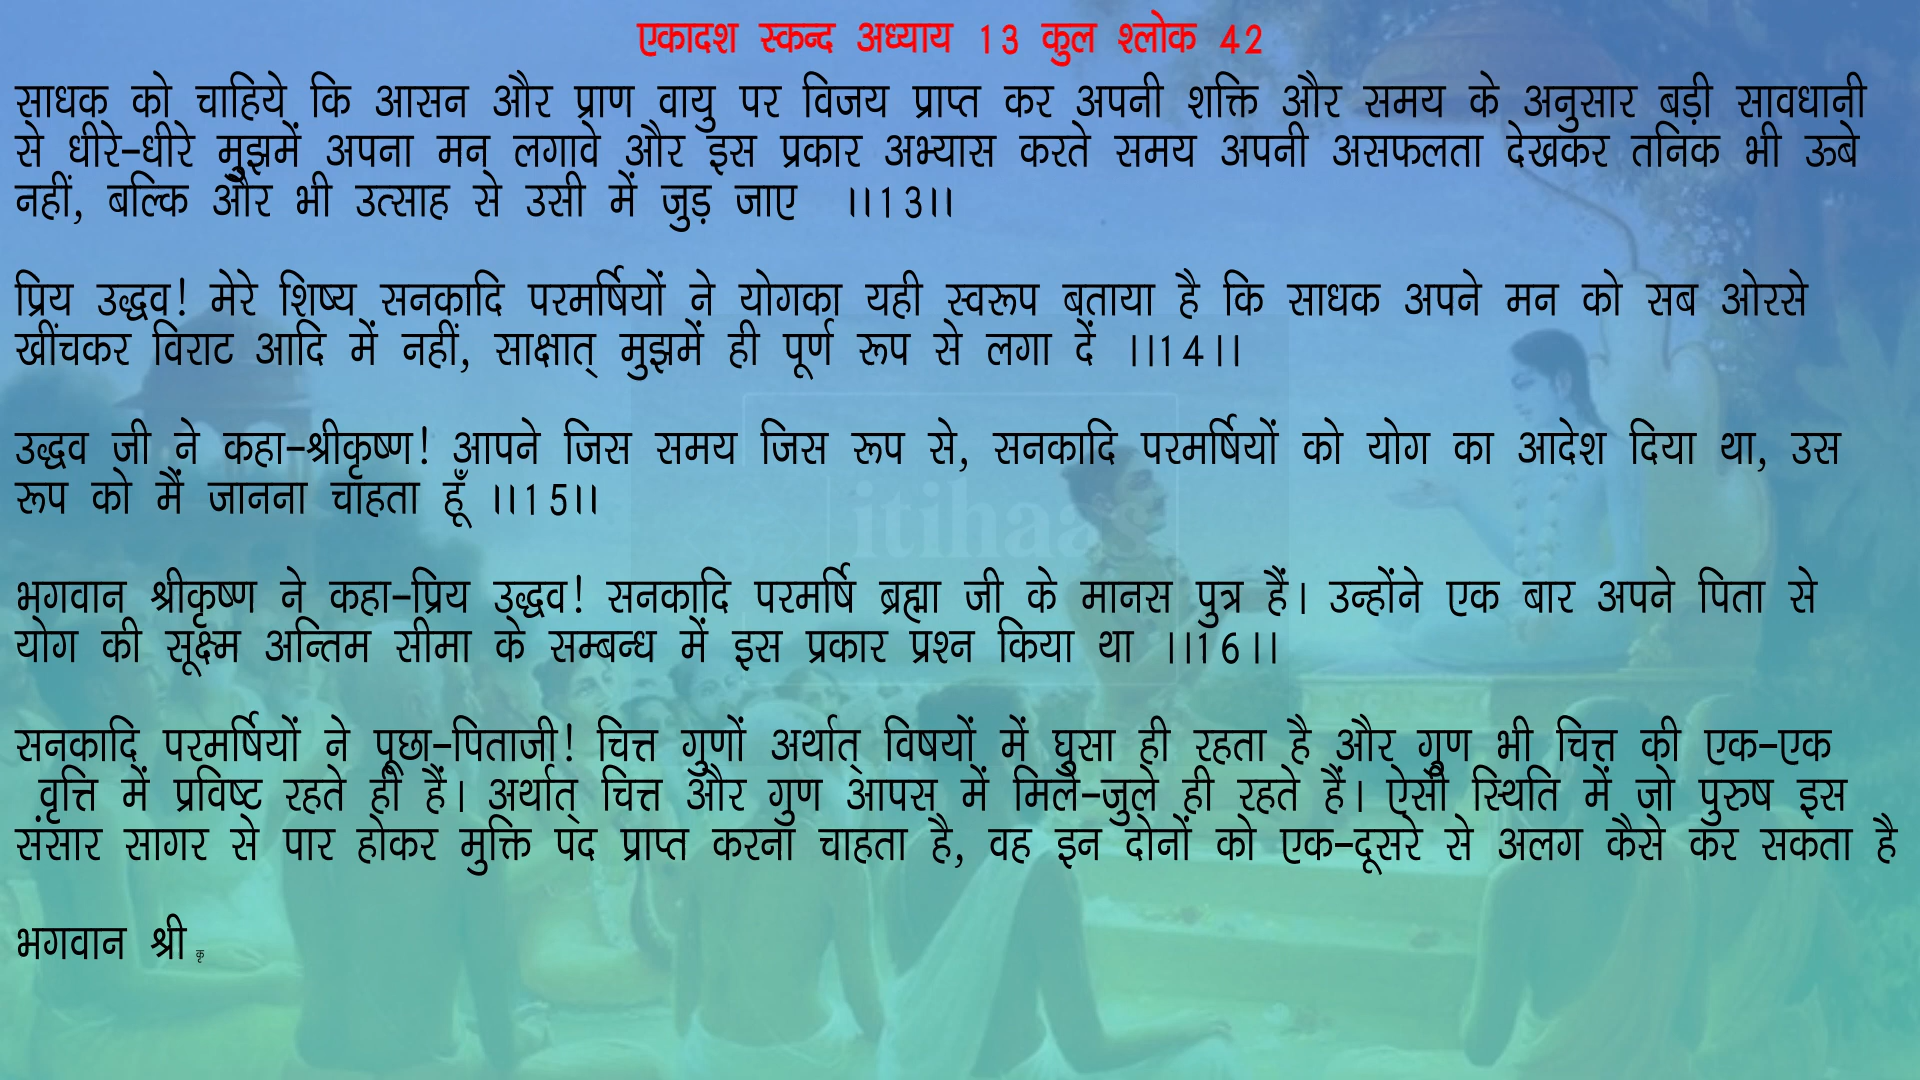 एकादश स्कन्द अध्याय 13 कुल श्लोक 42
साधक को चाहिये कि आसन और प्राण वायु पर विजय प्राप्त कर अपनी शक्ति और समय के अनुसार बड़ी सावधानी
से धीरे-धीरे मुझमें अपना मन् लगावे और इस प्रकार अभ्यास करते समय अपनी असफलता देखकर तनिक भी ऊबे
नहीं, बल्कि और भी उत्साह से उसी में जुड़ जाए ।।13।।
प्रिय उद्धव! मेरे शिष्य सनकादि परमर्षियों ने योगका यही स्वरूप बताया है कि साधक अपने मन को सब ओरसे
खींचकर विराट आदि में नहीं, साक्षात् मुझमें ही पूर्ण रूप से लगा दें ।।14।।
उद्धव जी ने कहा-श्रीकृष्ण! आपने जिस समय जिस रूप से, सनकादि परमर्षियों को योग का आदेश दिया था, उस
रूप को मैं जानना चाहता हूँ ।।15।।
भगवान श्रीकृष्ण ने कहा-प्रिय उद्धव! सनकादि परमर्षि ब्रह्मा जी के मानस पुत्र हैं। उन्होंने एक बार अपने पिता से
योग की सूक्ष्म अन्तिम सीमा के सम्बन्ध में इस प्रकार प्रश्न किया था ।।16।।
itihaas
सनकादि परमर्षियों ने पूछा-पिताजी! चित्त गुणों अर्थात् विषयों में घुसा ही रहता है और गुण भी चित्त की एक-एक
वृत्ति में प्रविष्ट रहते ही हैं। अर्थात् चित्त और गुण आपस में मिले-जुले ही रहते हैं। ऐसी स्थिति में जो पुरुष इस
संसार सागर से पार होकर मुक्ति पद प्राप्त करना चाहता है, वह इन दोनों को एक-दूसरे से अलग कैसे कर सकता है
भगवान श्री कृ